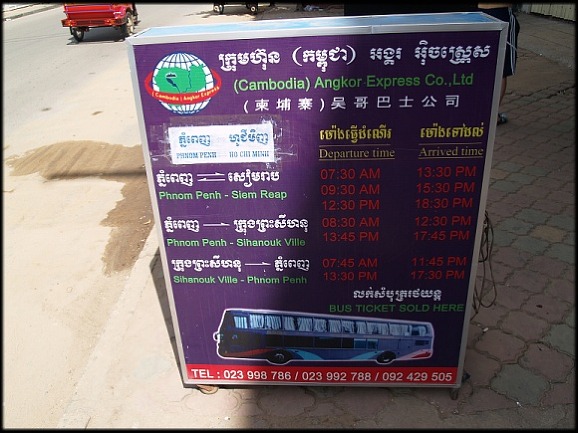 ក្រុមហ៊ុន (កម្ពុជា) អង្គរ អ៊ិចស្រ្តេស
(Cambodia) Angkor Express Co.,Ltd
(柬埔寨)吴哥巴士公司
(Cambodia) Angkor Express
ភ្នំពេញ ហូជីមិញ
PHNOM PENH HO CHI MINH
ម៉ោងធ្វើដំណើរ ម៉ោងទៅដល់
Departure time Arrived time
ភ្នំពេញ → សៀមរាប
Phnom Penh - Siem Reap
07:30 AM 13:30 PM
09:30 AM 15:30 PM
12:30 PM 18:30 PM
ភ្នំពេញ → ក្រុងព្រះសីហនុ
Phnom Penh - Sihanouk Ville
08:30 AM 12:30 PM
13:45 PM 17:45 PM
ក្រុងព្រះសីហនុ → ភ្នំពេញ
Sihanouk Ville - Phnom Penh
07:45 AM 11:45 PM
13:30 PM 17:30 PM
លក់សំបុត្ររថយន្ត
BUS TICKET SOLD HERE
TEL : 023 998 786 / 023 992 788 / 092 429 505